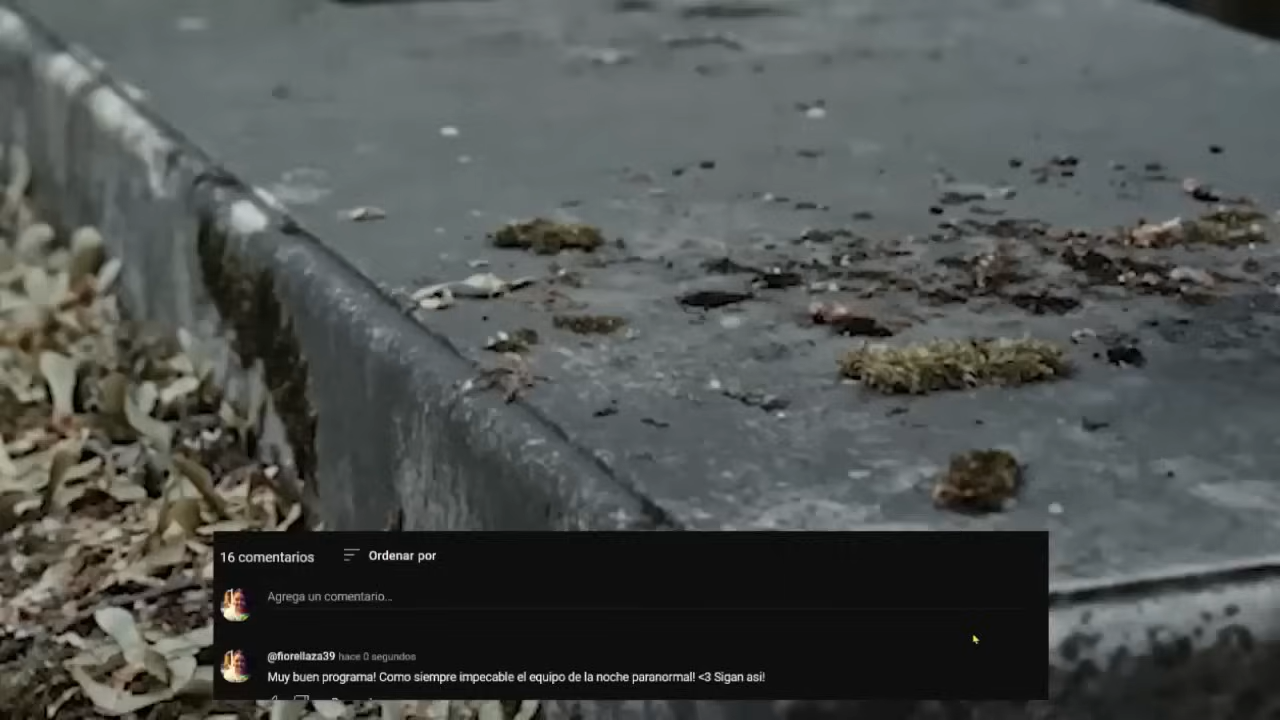 16 comentarios
Ordenar por
Agrega un comentario...
@fiorellaza39 hace 0 segundos
Muy buen programa! Como siempre impecable el equipo de la noche paranormal! <3 Sigan asi!